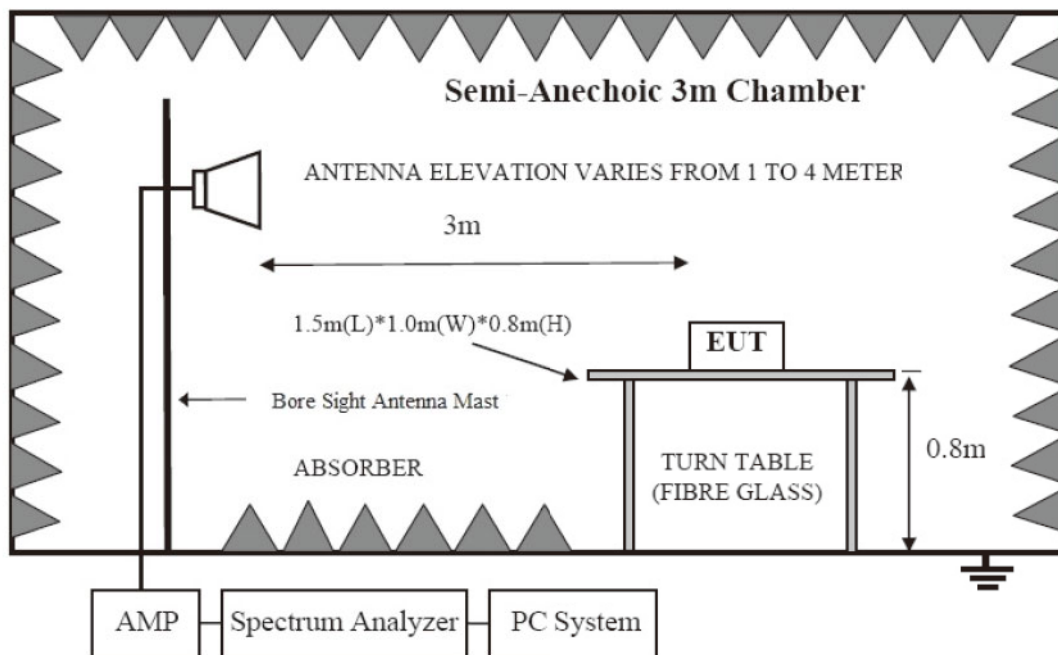 Semi-Anechoic 3m Chamber
ANTENNA ELEVATION VARIES FROM 1 TO 4 METER
3m
1.5m(L)*1.0m(W)*0.8m(H)
EUT
Bore Sight Antenna Mast
0.8m
ABSORBER
TURN TABLE
(FIBRE GLASS)
AMP
Spectrum Analyzer
PC System